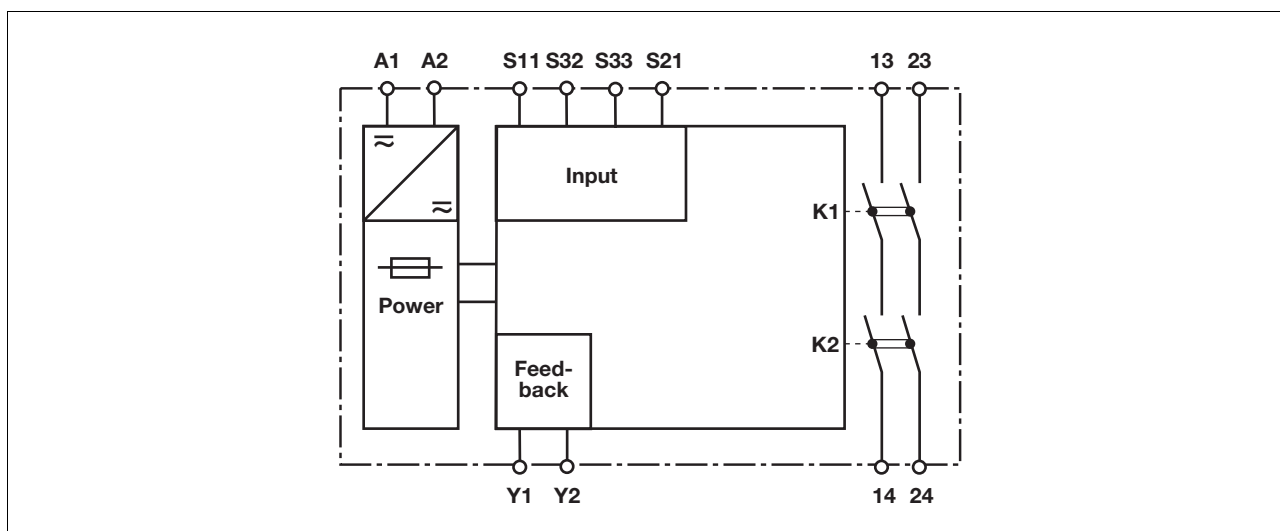 A1 A2 S11 S32 S33 S21 13 23
Input
K1
Power
K2
Feed-
back
Y1 Y2 14 24